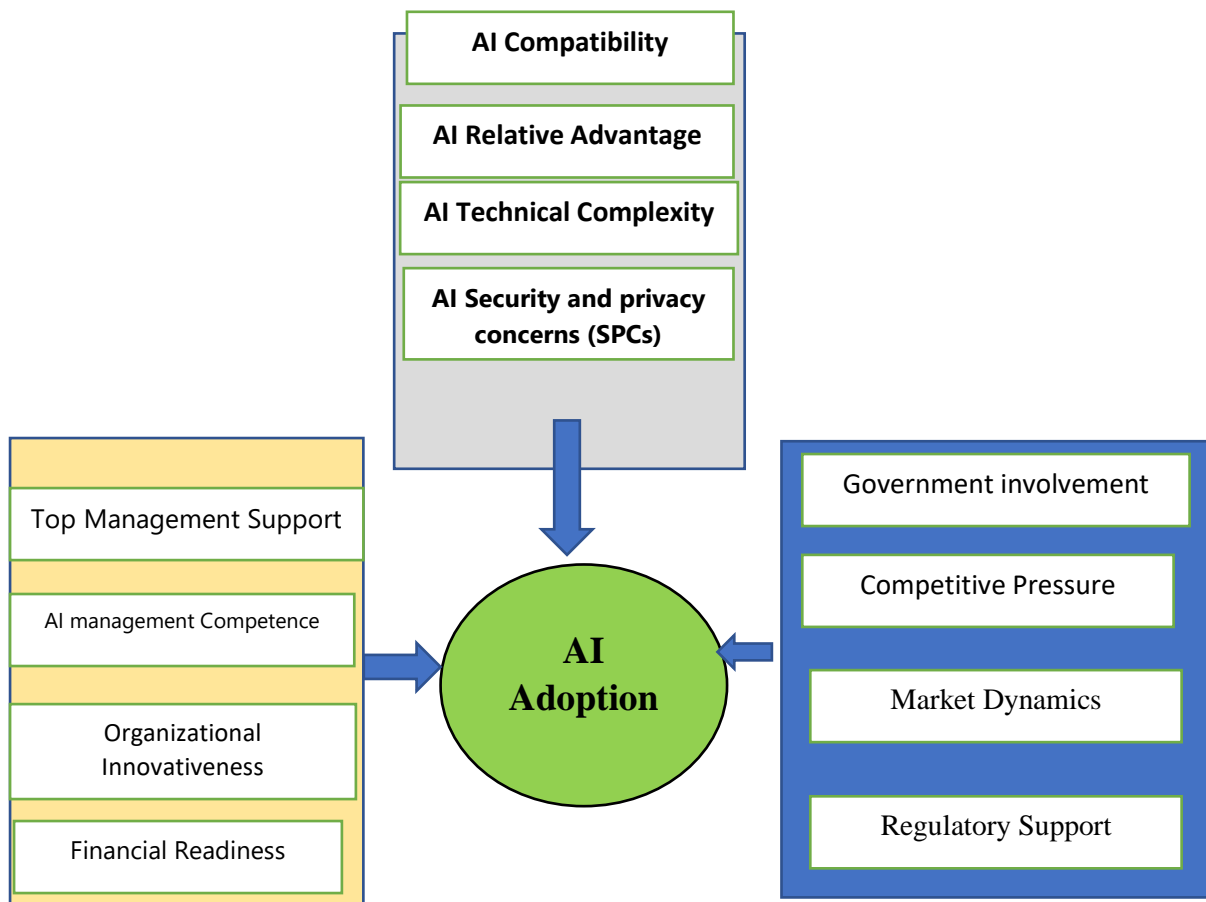 AI Compatibility
AI Relative Advantage
AI Technical Complexity
AI Security and privacy
concerns (SPCs)
Top Management Support
AI management Competence
Organizational
Innovativeness
Financial Readiness
AI
Adoption
Government involvement
Competitive Pressure
Market Dynamics
Regulatory Support